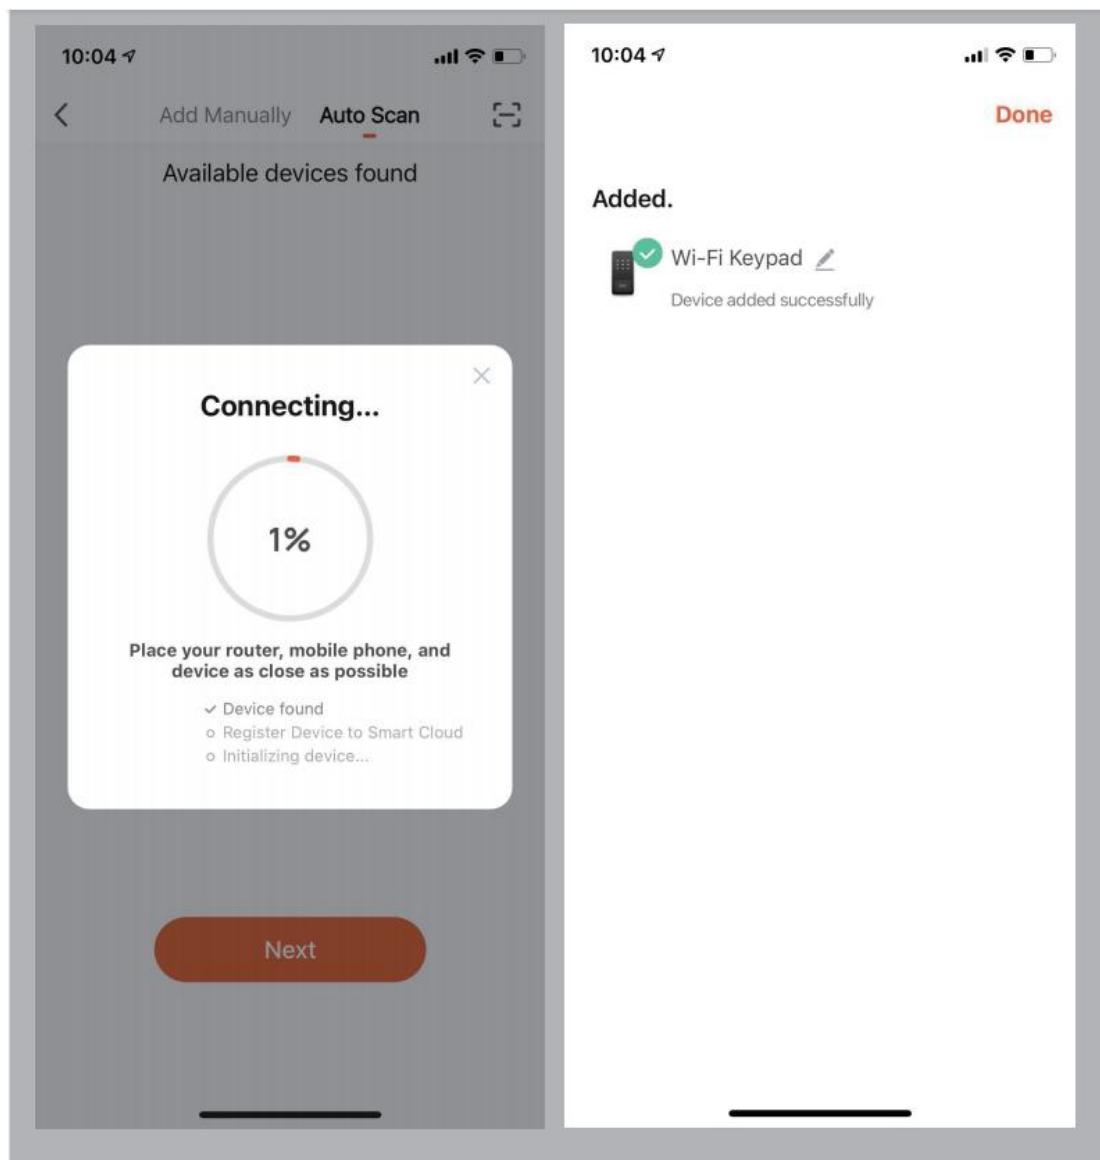 10:04
Add Manually Auto Scan
Available devices found
Connecting...
1%
Place your router, mobile phone, and
device as close as possible
Device found
Register Device to Smart Cloud
Initializing device...
Next
10:04
Done
Added.
Wi-Fi Keypad
Device added successfully